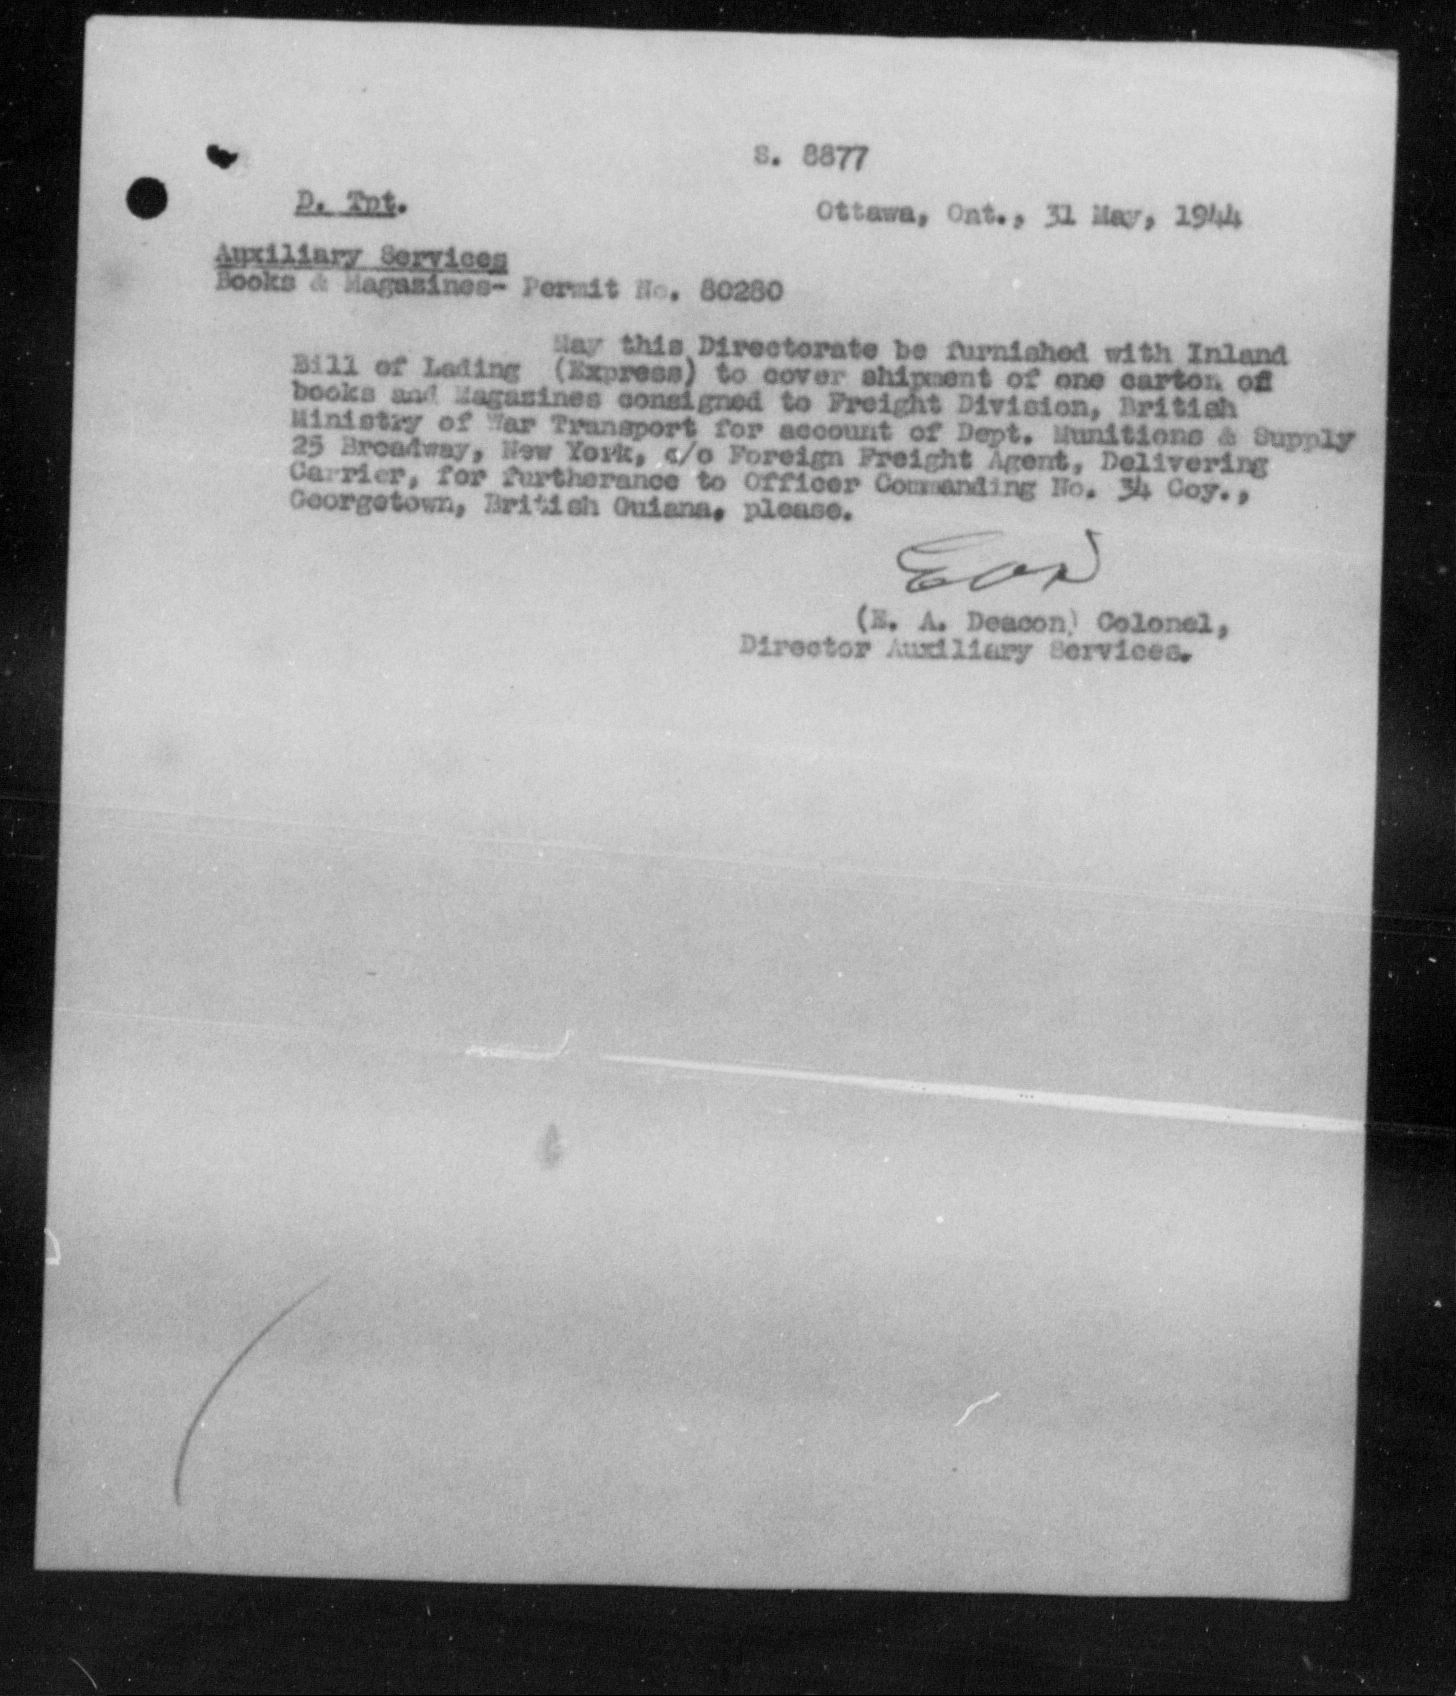 S. 8877
D. Tpt.
Ottawa, Ont., 31 May, 1944
Auxiliary Services
Books & Magazines- Permit No. 80280
May this Directorate be furnished with Inland
Bill of Lading (Express) to cover shipment of one carton of
books and Magazines consigned to Freight Division, British
Ministry of War Transport for account of Dept. Munitions & Supply
25 Broadway, New York, c/o Foreign Freight Agent, Delivering
Carrier, for furtherance to Officer Commanding No. 34 Coy.,
Georgetown, British Guiana, please.
EAD
(E. A. Deacon) Colonel,
Director Auxiliary Services.